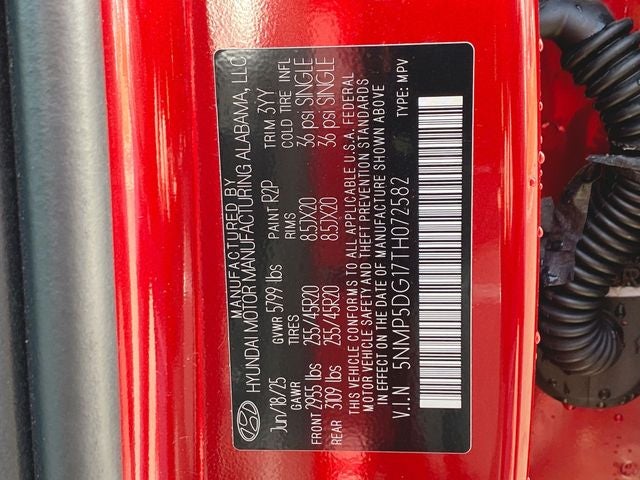 MANUFACTURED BY
HYUNDAI MOTOR MANUFACTURING ALABAMA, LLC
Jun/18/25 GVWR 5799 lbs PAINT R2P TRIM 3YY
GAWR TIRES RIMS COLD TIRE INFL
FRONT 2955 lbs 255/45R20 8.5JX20 36 psi SINGLE
REAR 3109 lbs 255/45R20 8.5JX20 36 psi SINGLE
THIS VEHICLE CONFORMS TO ALL APPLICABLE U.S.A. FEDERAL
MOTOR VEHICLE SAFETY AND THEFT PREVENTION STANDARDS
IN EFFECT ON THE DATE OF MANUFACTURE SHOWN ABOVE
V.I.N 5NMP5DG17TH072582 TYPE: MPV